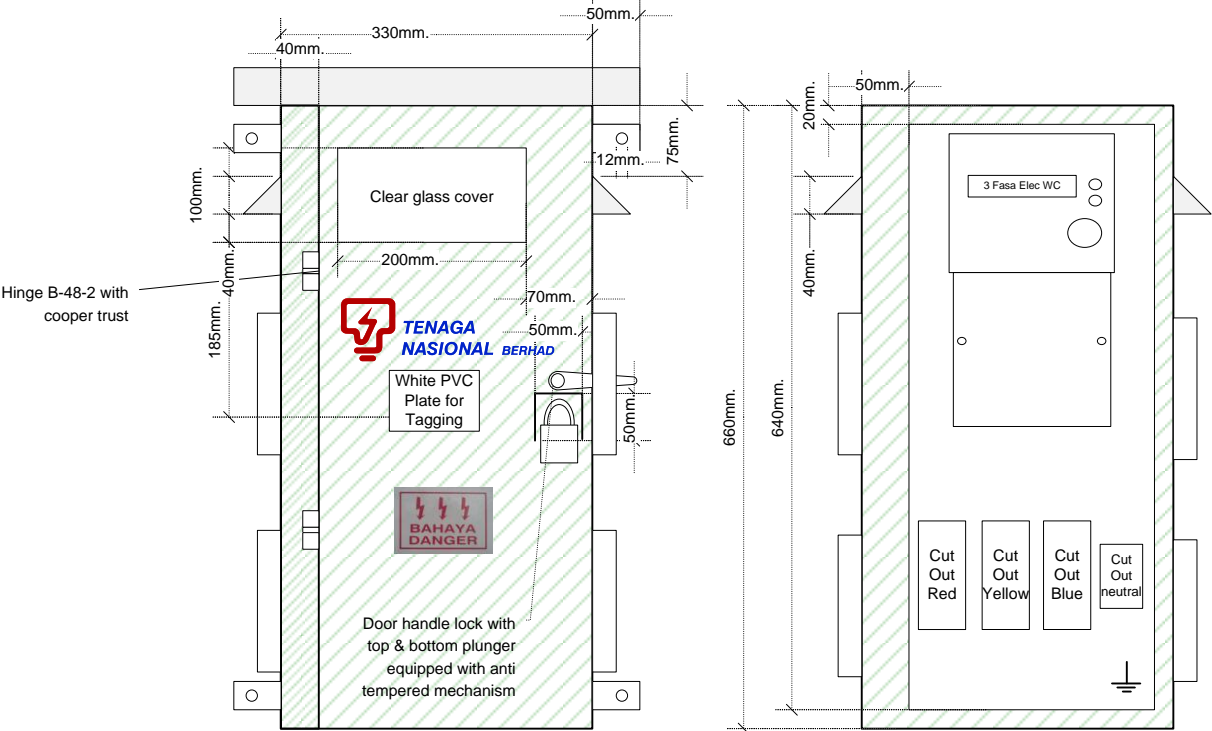 50mm.
330mm.
40mm.
50mm.
20mm.
75mm.
12mm.
100mm.
Clear glass cover
3 Fasa Elec WC
200mm.
40mm.
40mm.
Hinge B-48-2 with
cooper trust
70mm.
185mm.
50mm.
TENAGA
NASIONAL BERHAD
White PVC
Plate for
Tagging
50mm.
660mm.
640mm.
BAHAYA
DANGER
Cut
Out
Red
Cut
Out
Yellow
Cut
Out
Blue
Cut
Out
neutral
Door handle lock with
top & bottom plunger
equipped with anti
tempered mechanism